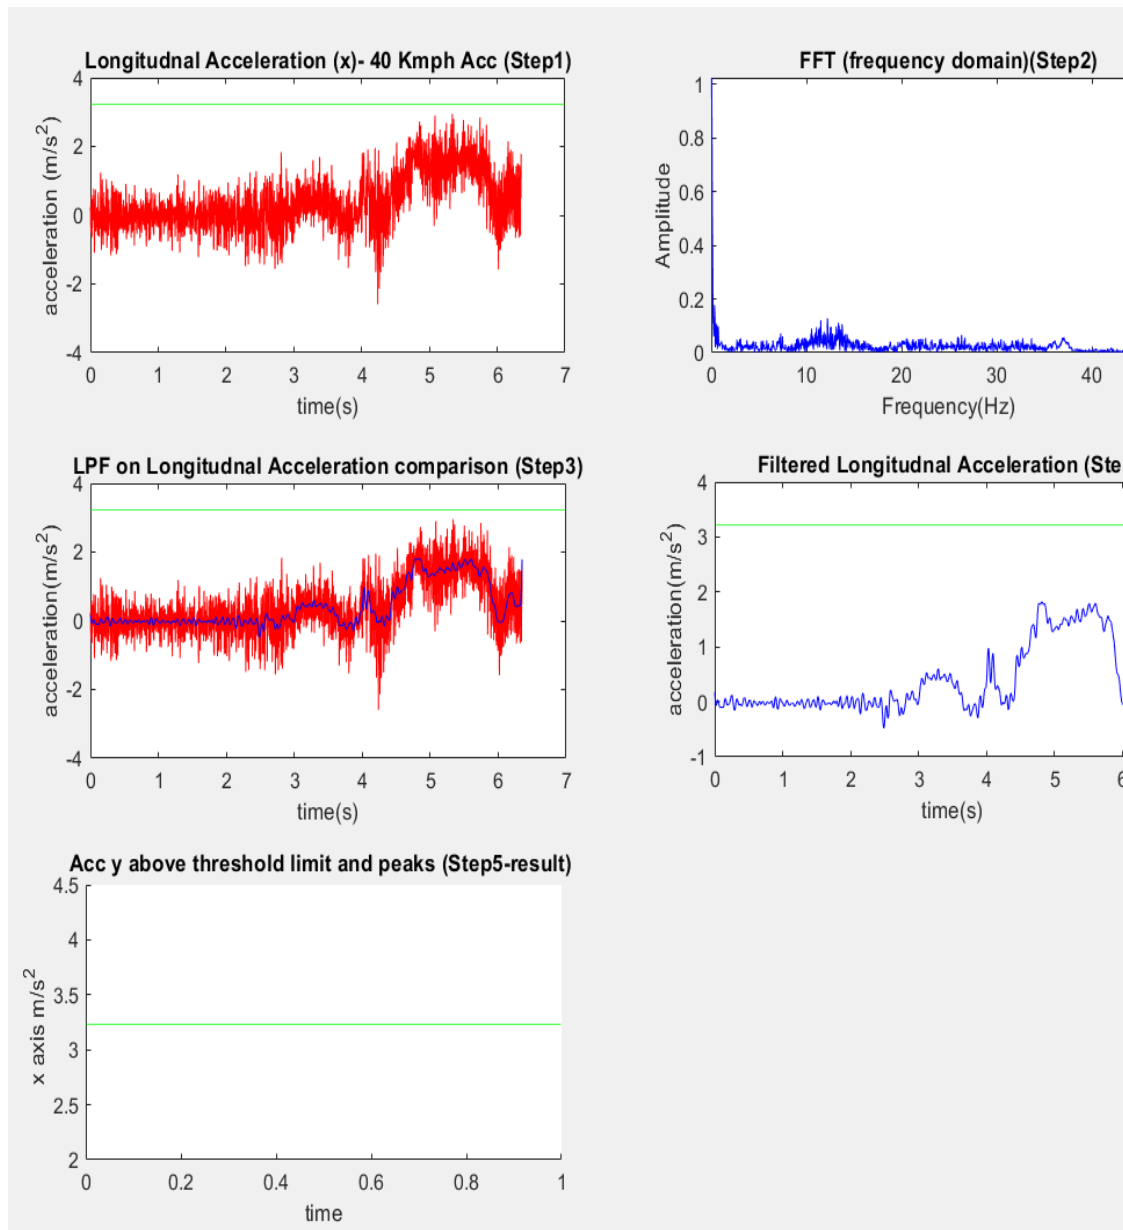 Longitudnal Acceleration (x)- 40 Kmph Acc (Step1)
acceleration (m/s²)
4
2
0
-2
-4
0 1 2 3 4 5 6 7
time(s)
FFT (frequency domain)(Step2)
Amplitude
1
0.8
0.6
0.4
0.2
0
0 10 20 30 40
Frequency(Hz)
LPF on Longitudnal Acceleration comparison (Step3)
acceleration(m/s²)
4
2
0
-2
-4
0 1 2 3 4 5 6 7
time(s)
Filtered Longitudnal Acceleration (Ste
acceleration(m/s²)
4
3
2
1
0
-1
0 1 2 3 4 5 6
time(s)
Acc y above threshold limit and peaks (Step5-result)
x axis m/s²
4.5
4
3.5
3
2.5
2
0 0.2 0.4 0.6 0.8 1
time